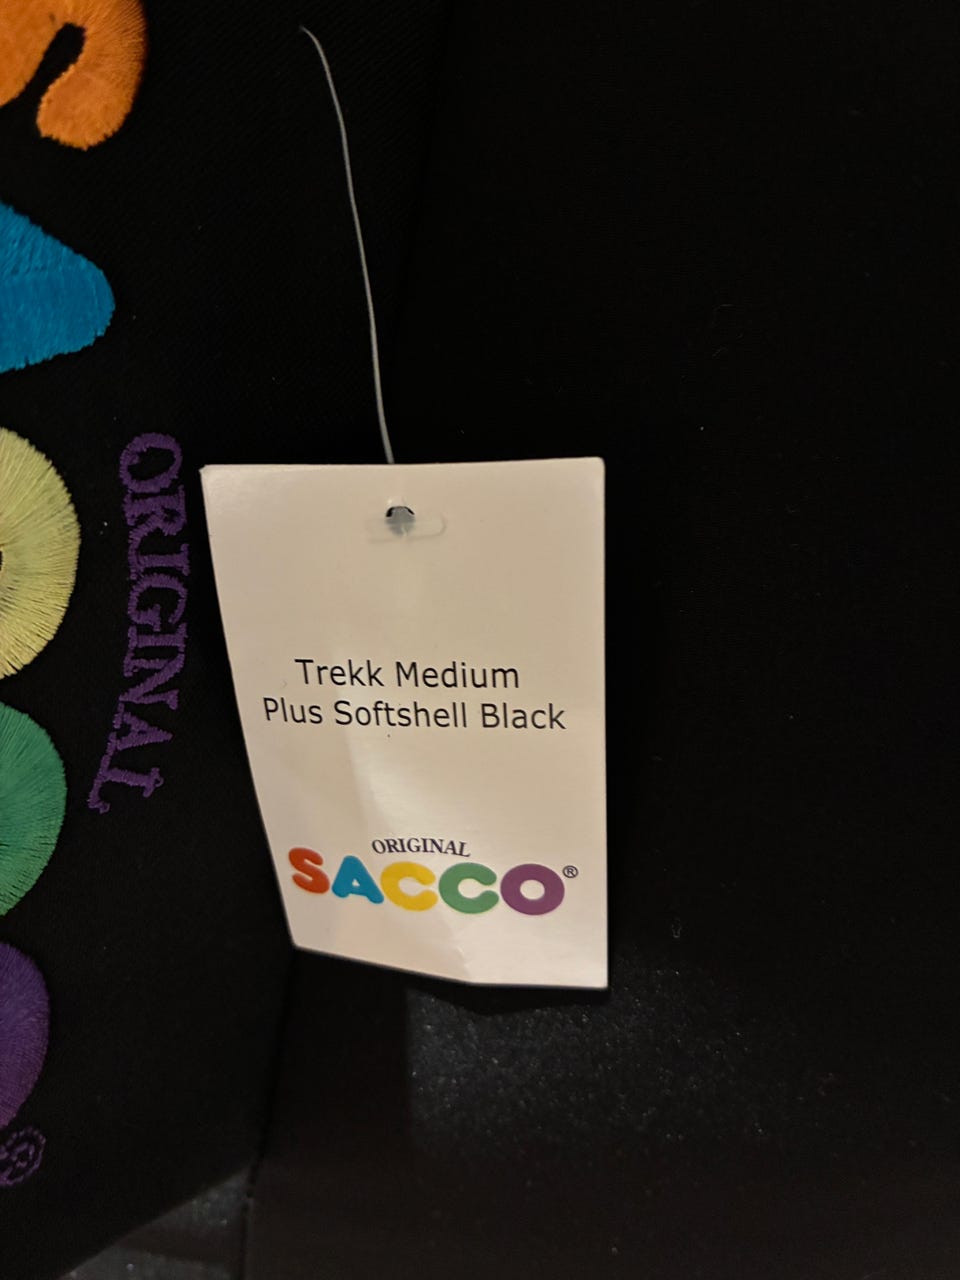 ORIGINAL
Trekk Medium
Plus Softshell Black
ORIGINAL
SACCO®